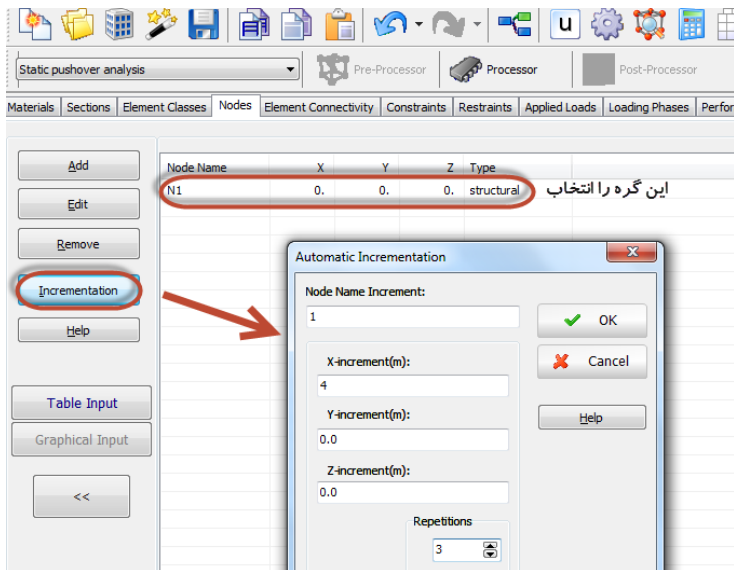 u
Static pushover analysis Pre-Processor Processor Post-Processor
Materials Sections Element Classes Nodes Element Connectivity Constraints Restraints Applied Loads Loading Phases Perfor
Add
Edit
Remove
Incrementation
Help
Table Input
Graphical Input
<<
Node Name X Y Z Type
N1 0. 0. 0. structural
این گره را انتخاب
Automatic Incrementation
Node Name Increment:
1
X-increment(m):
4
Y-increment(m):
0.0
Z-increment(m):
0.0
Repetitions
3
OK
Cancel
Help